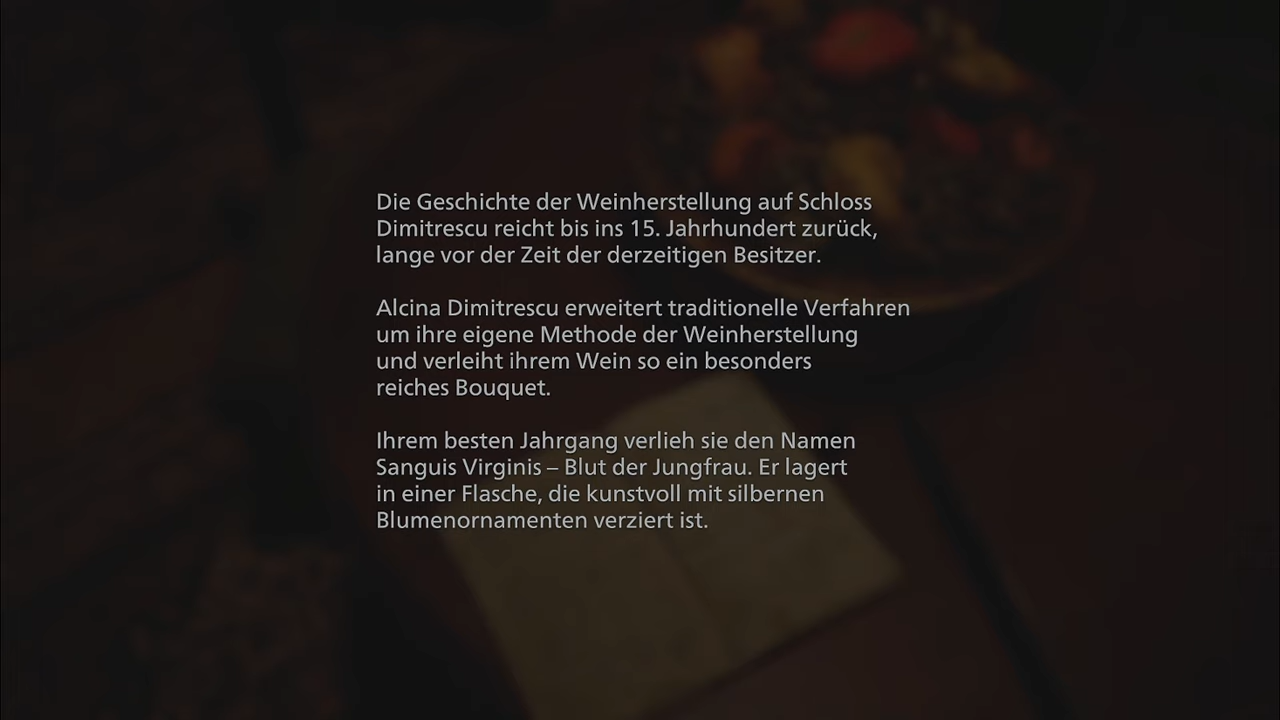 Die Geschichte der Weinherstellung auf Schloss
Dimitrescu reicht bis ins 15. Jahrhundert zurück,
lange vor der Zeit der derzeitigen Besitzer.
Alcina Dimitrescu erweitert traditionelle Verfahren
um ihre eigene Methode der Weinherstellung
und verleiht ihrem Wein so ein besonders
reiches Bouquet.
Ihrem besten Jahrgang verlieh sie den Namen
Sanguis Virginis – Blut der Jungfrau. Er lagert
in einer Flasche, die kunstvoll mit silbernen
Blumenornamenten verziert ist.